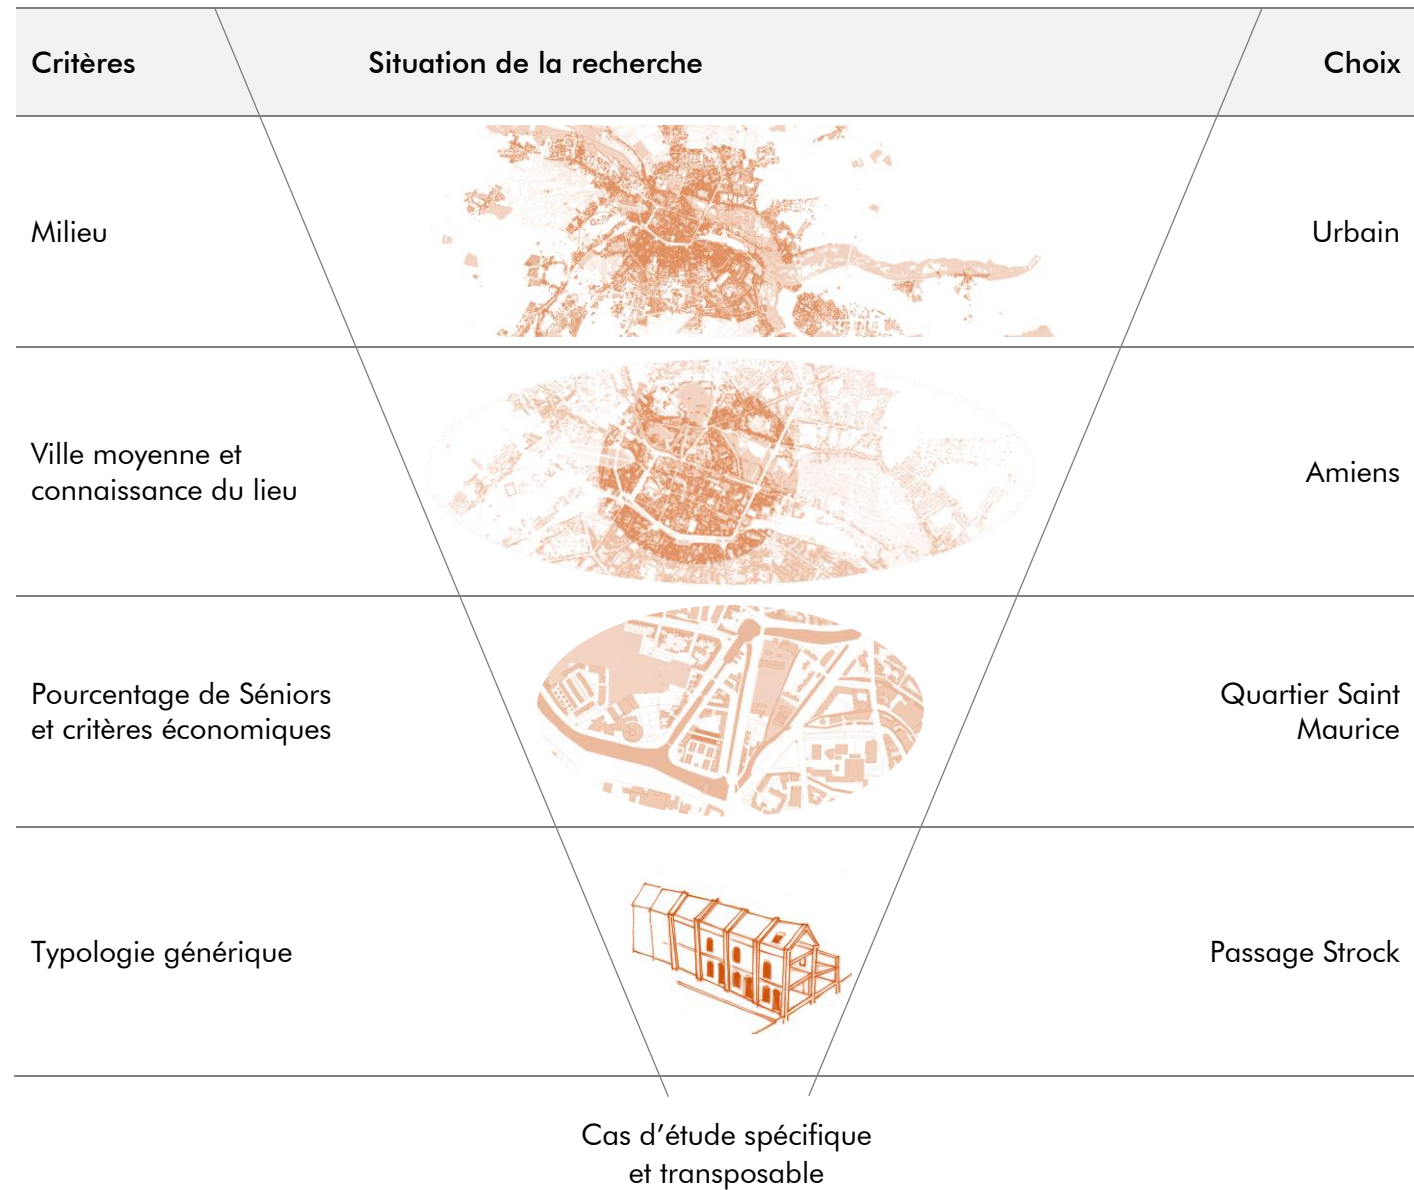 Critères
Situation de la recherche
Choix
Milieu
Urbain
Ville moyenne et
connaissance du lieu
Amiens
Pourcentage de Séniors
et critères économiques
Quartier Saint
Maurice
Typologie générique
Passage Strock
Cas d’étude spécifique
et transposable